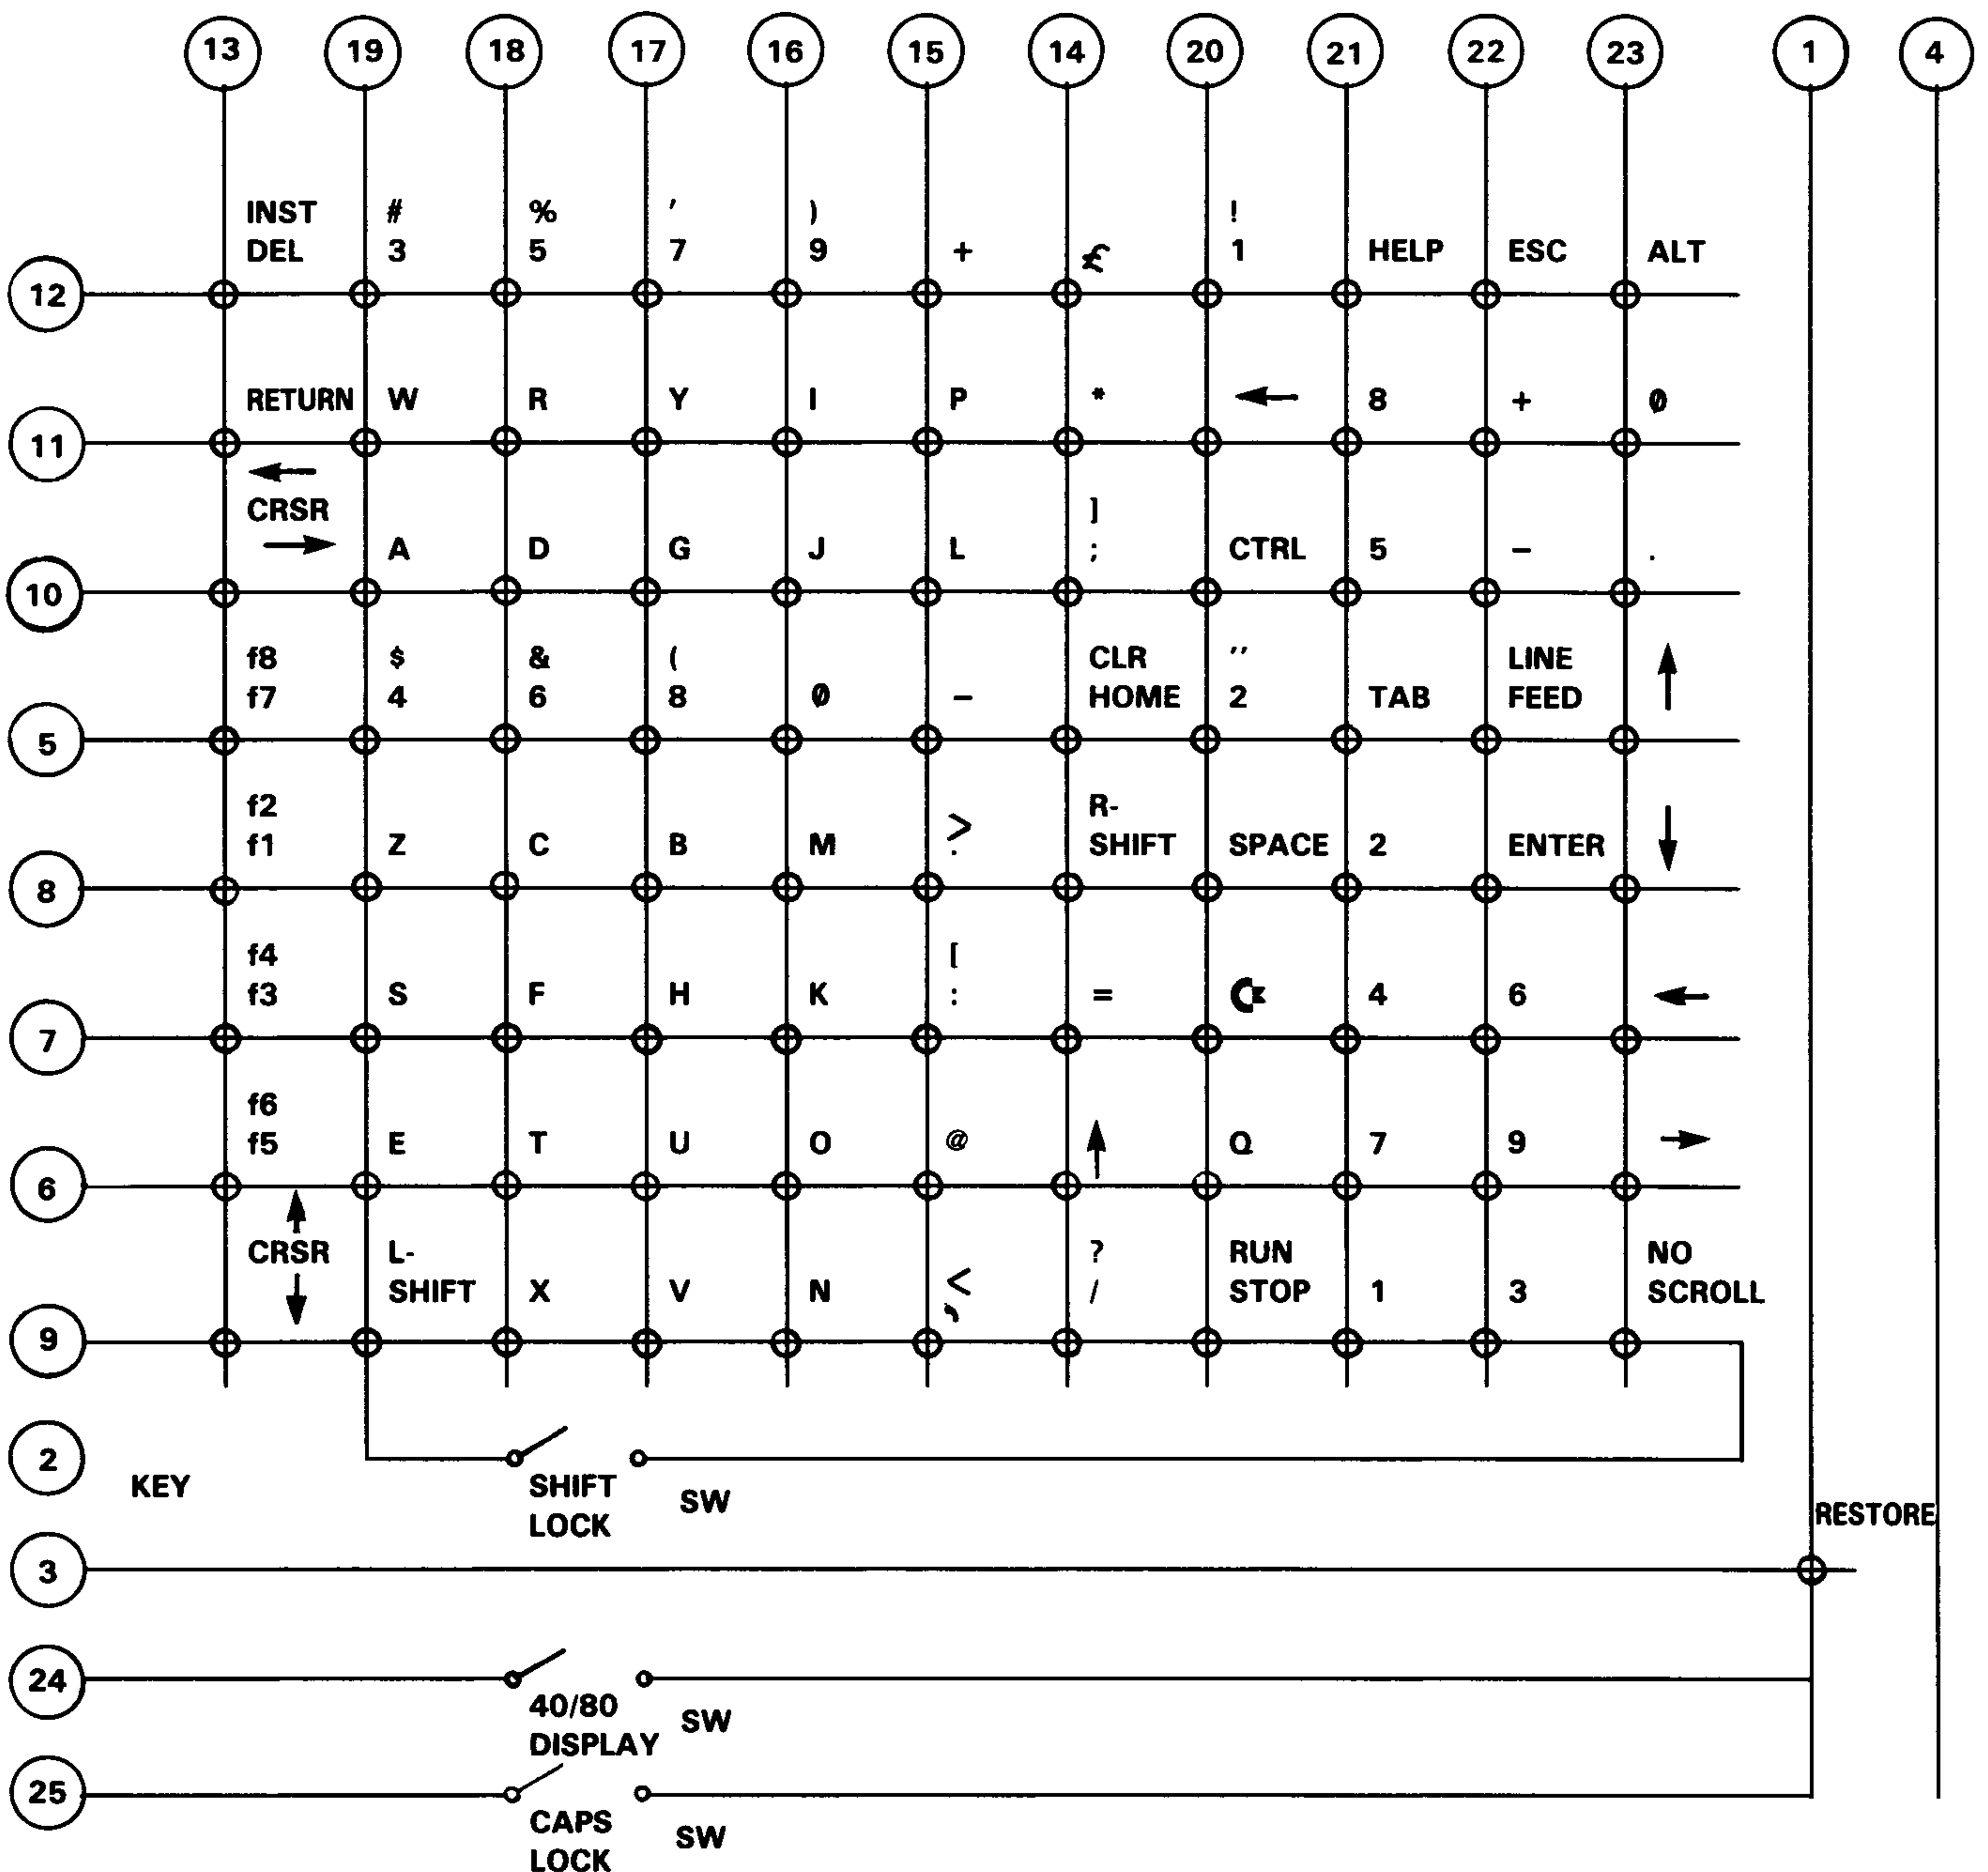 13 19 18 17 16 15 14 20 21 22 23 1 4
INST # % ' ) !
DEL 3 5 7 9 + £ 1 HELP ESC ALT
12
RETURN W R Y I P * ← 8 + 0
11
←
CRSR ]
→ A D G J L ; CTRL 5 - .
10
f8 $ & ( CLR '' LINE ↑
f7 4 6 8 0 - HOME 2 TAB FEED
5
f2 > R- ↓
f1 Z C B M . SHIFT SPACE 2 ENTER
8
f4 [
f3 S F H K : = C= 4 6 ←
7
f6
f5 E T U O @ ↑ Q 7 9 →
6
↑
CRSR L- < ? RUN NO
↓ SHIFT X V N , / STOP 1 3 SCROLL
9
2
KEY SHIFT SW
LOCK
RESTORE
3
24
40/80 SW
DISPLAY
25
CAPS SW
LOCK